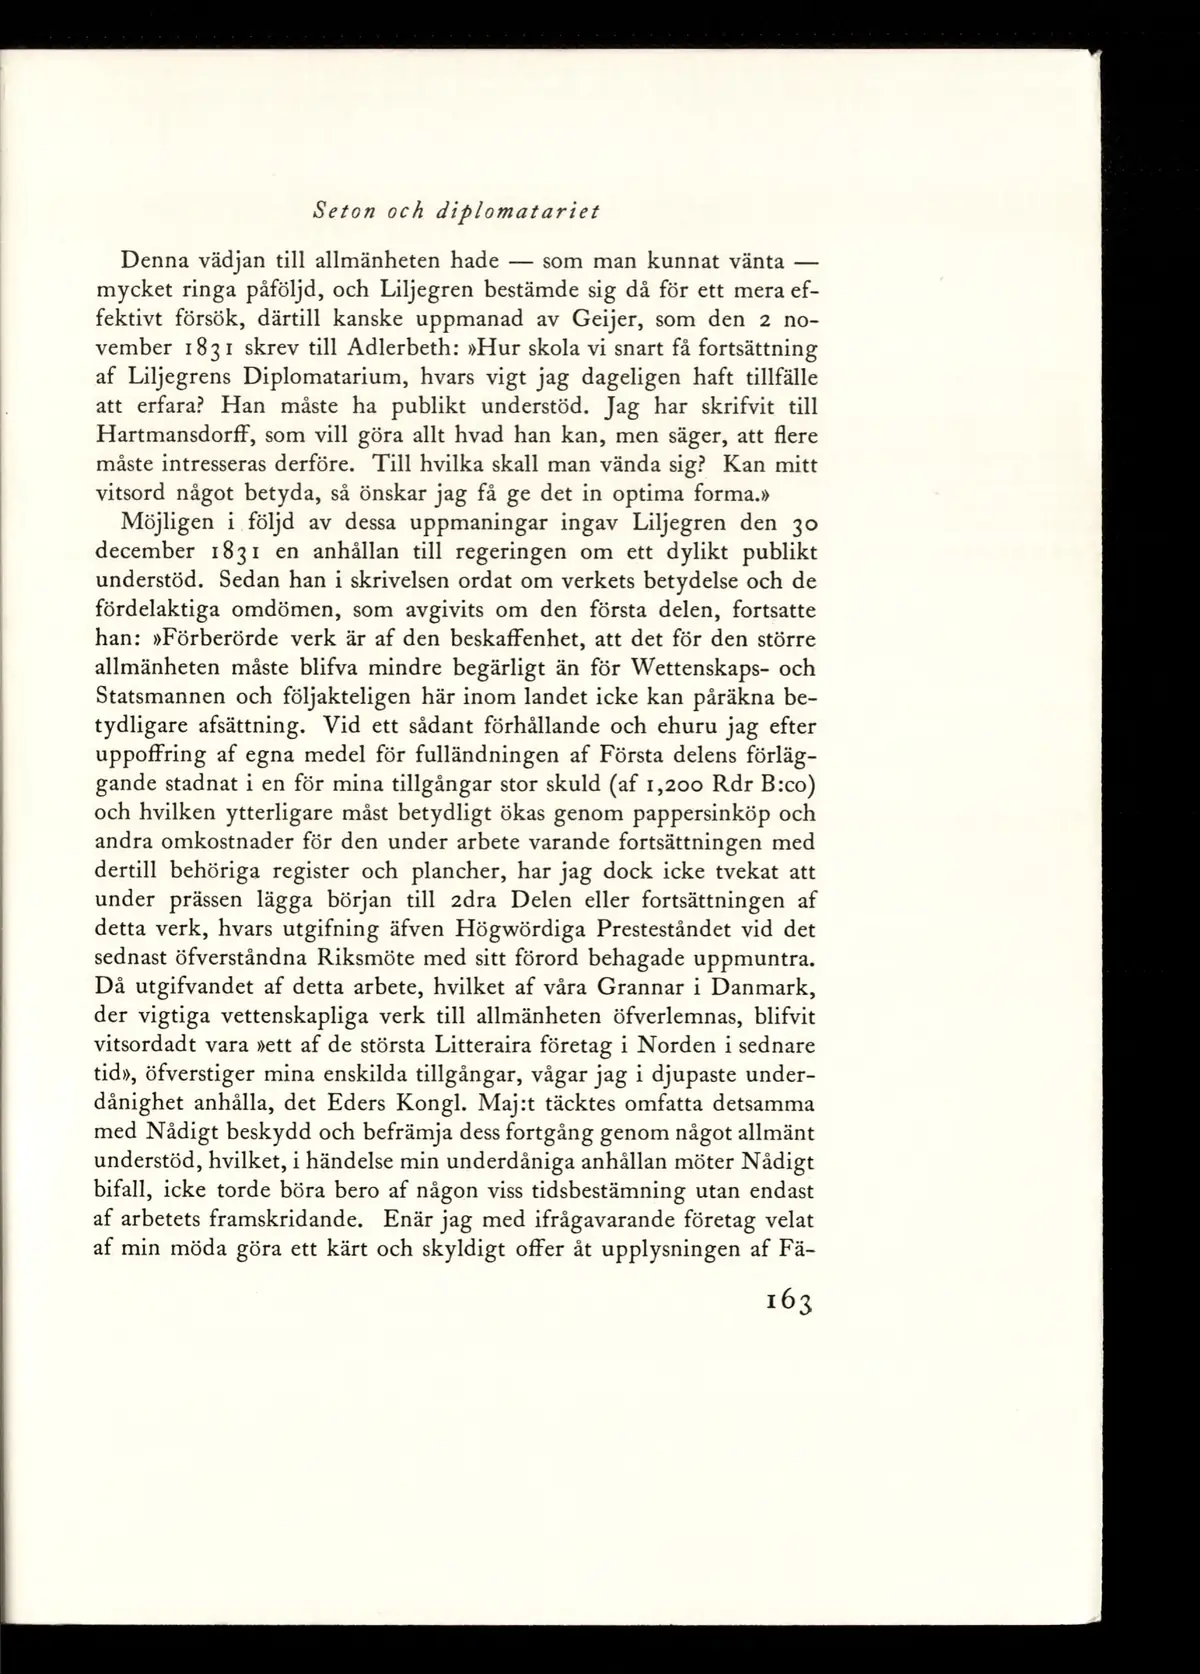 Seton och diplomatariet
Denna vädjan till allmänheten hade — som man kunnat vänta —
mycket ringa påföljd, och Liljegren bestämde sig då för ett mera ef-
fektivt försök, därtill kanske uppmanad av Geijer, som den 2 no-
vember 1831 skrev till Adlerbeth: »Hur skola vi snart få fortsättning
af Liljegrens Diplomatarium, hvars vigt jag dageligen haft tillfälle
att erfara? Han måste ha publikt understöd. Jag har skrifvit till
Hartmansdorff, som vill göra allt hvad han kan, men säger, att flere
måste intresseras derföre. Till hvilka skall man vända sig? Kan mitt
vitsord något betyda, så önskar jag få ge det in optima forma.»
Möjligen i följd av dessa uppmaningar ingav Liljegren den 30
december 1831 en anhållan till regeringen om ett dylikt publikt
understöd. Sedan han i skrivelsen ordat om verkets betydelse och de
fördelaktiga omdömen, som avgivits om den första delen, fortsatte
han: »Förberörde verk är af den beskaffenhet, att det för den större
allmänheten måste blifva mindre begärligt än för Wettenskaps- och
Statsmannen och följakteligen här inom landet icke kan påräkna be-
tydligare afsättning. Vid ett sådant förhållande och ehuru jag efter
uppoffring af egna medel för fulländningen af Första delens förläg-
gande stadnat i en för mina tillgångar stor skuld (af 1,200 Rdr B:co)
och hvilken ytterligare måst betydligt ökas genom pappersinköp och
andra omkostnader för den under arbete varande fortsättningen med
dertill behöriga register och plancher, har jag dock icke tvekat att
under prässen lägga början till 2dra Delen eller fortsättningen af
detta verk, hvars utgifning äfven Högwördiga Presteståndet vid det
sednast öfverståndna Riksmöte med sitt förord behagade uppmuntra.
Då utgifvandet af detta arbete, hvilket af våra Grannar i Danmark,
der vigtiga vettenskapliga verk till allmänheten öfverlemnas, blifvit
vitsordadt vara »ett af de största Litteraira företag i Norden i sednare
tid», öfverstiger mina enskilda tillgångar, vågar jag i djupaste under-
dånighet anhålla, det Eders Kongl. Maj:t täcktes omfatta detsamma
med Nådigt beskydd och befrämja dess fortgång genom något allmänt
understöd, hvilket, i händelse min underdåniga anhållan möter Nådigt
bifall, icke torde böra bero af någon viss tidsbestämning utan endast
af arbetets framskridande. Enär jag med ifrågavarande företag velat
af min möda göra ett kärt och skyldigt offer åt upplysningen af Fä-
163